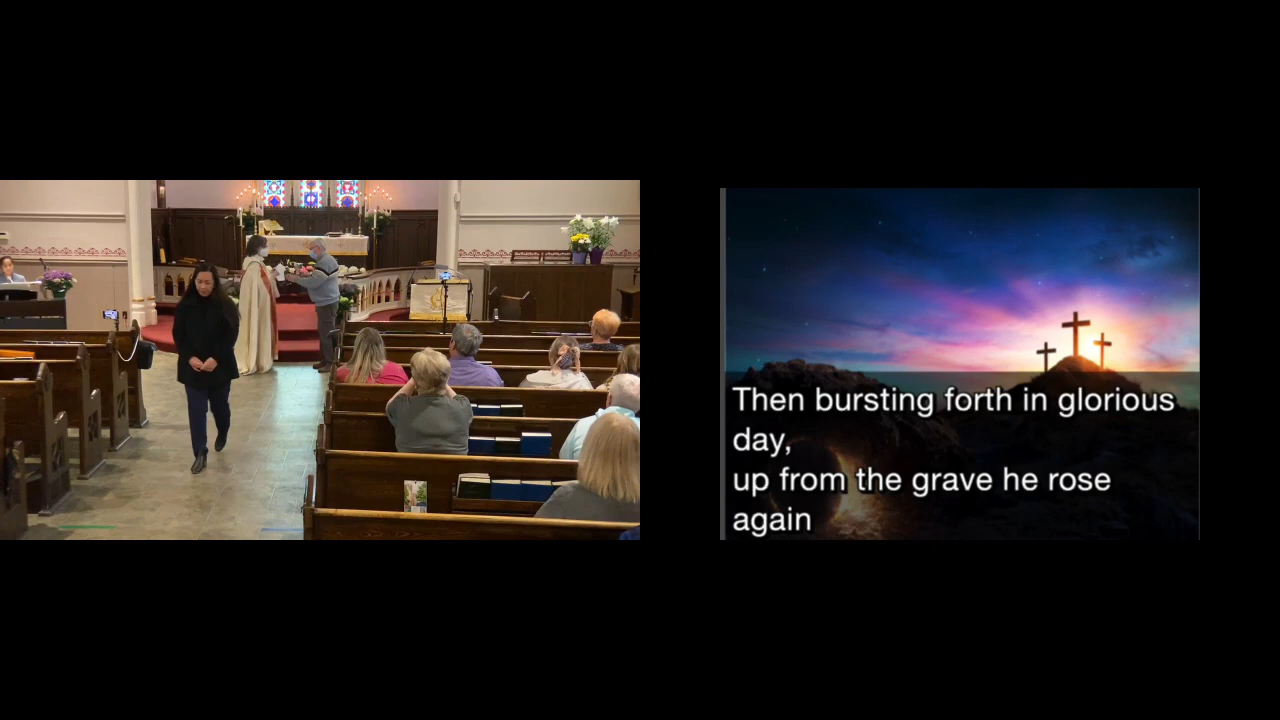 Then bursting forth in glorious
day,
up from the grave he rose
again